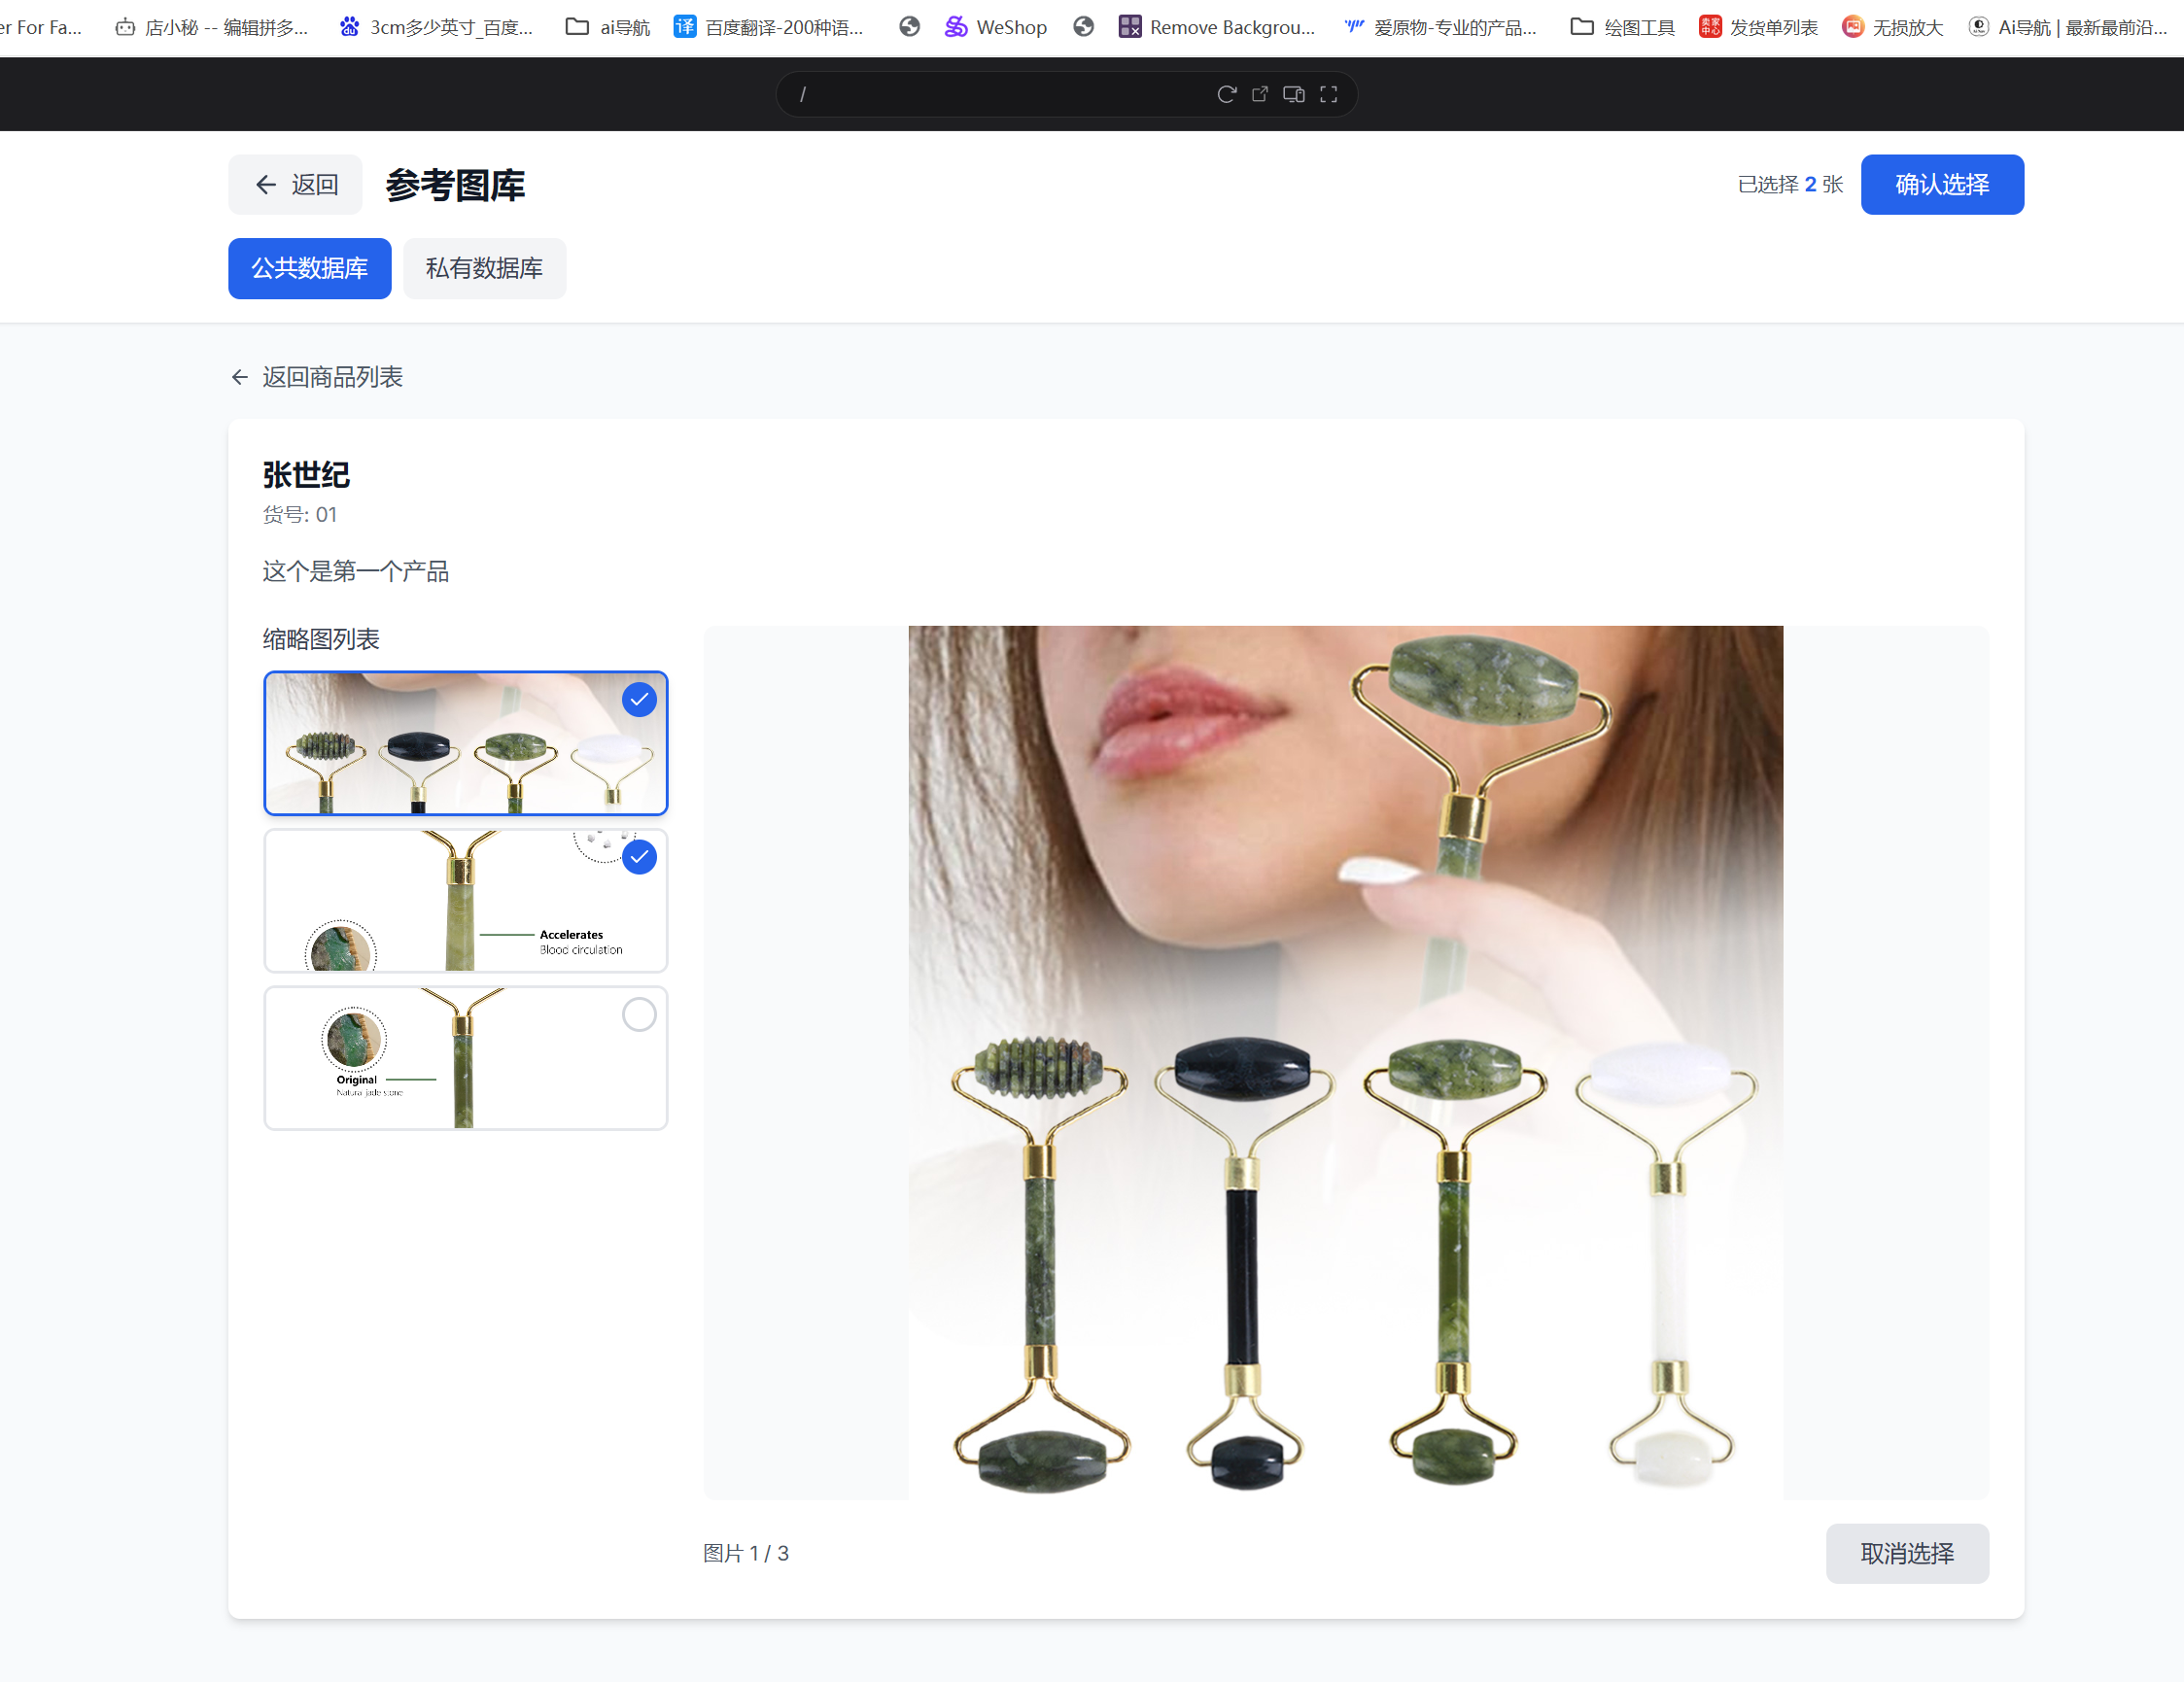 er For Fa...
店小秘 -- 编辑拼多...
3cm多少英寸_百度...
ai导航
译 百度翻译-200种语...
WeShop
Remove Backgrou...
爱原物-专业的产品...
绘图工具
卖家中心 发货单列表
无损放大
Ai导航 | 最新最前沿...
/
返回
参考图库
已选择 2 张
确认选择
公共数据库
私有数据库
返回商品列表
张世纪
货号: 01
这个是第一个产品
缩略图列表
Accelerates
Blood circulation
Original
Natural jade stone
图片 1 / 3
取消选择